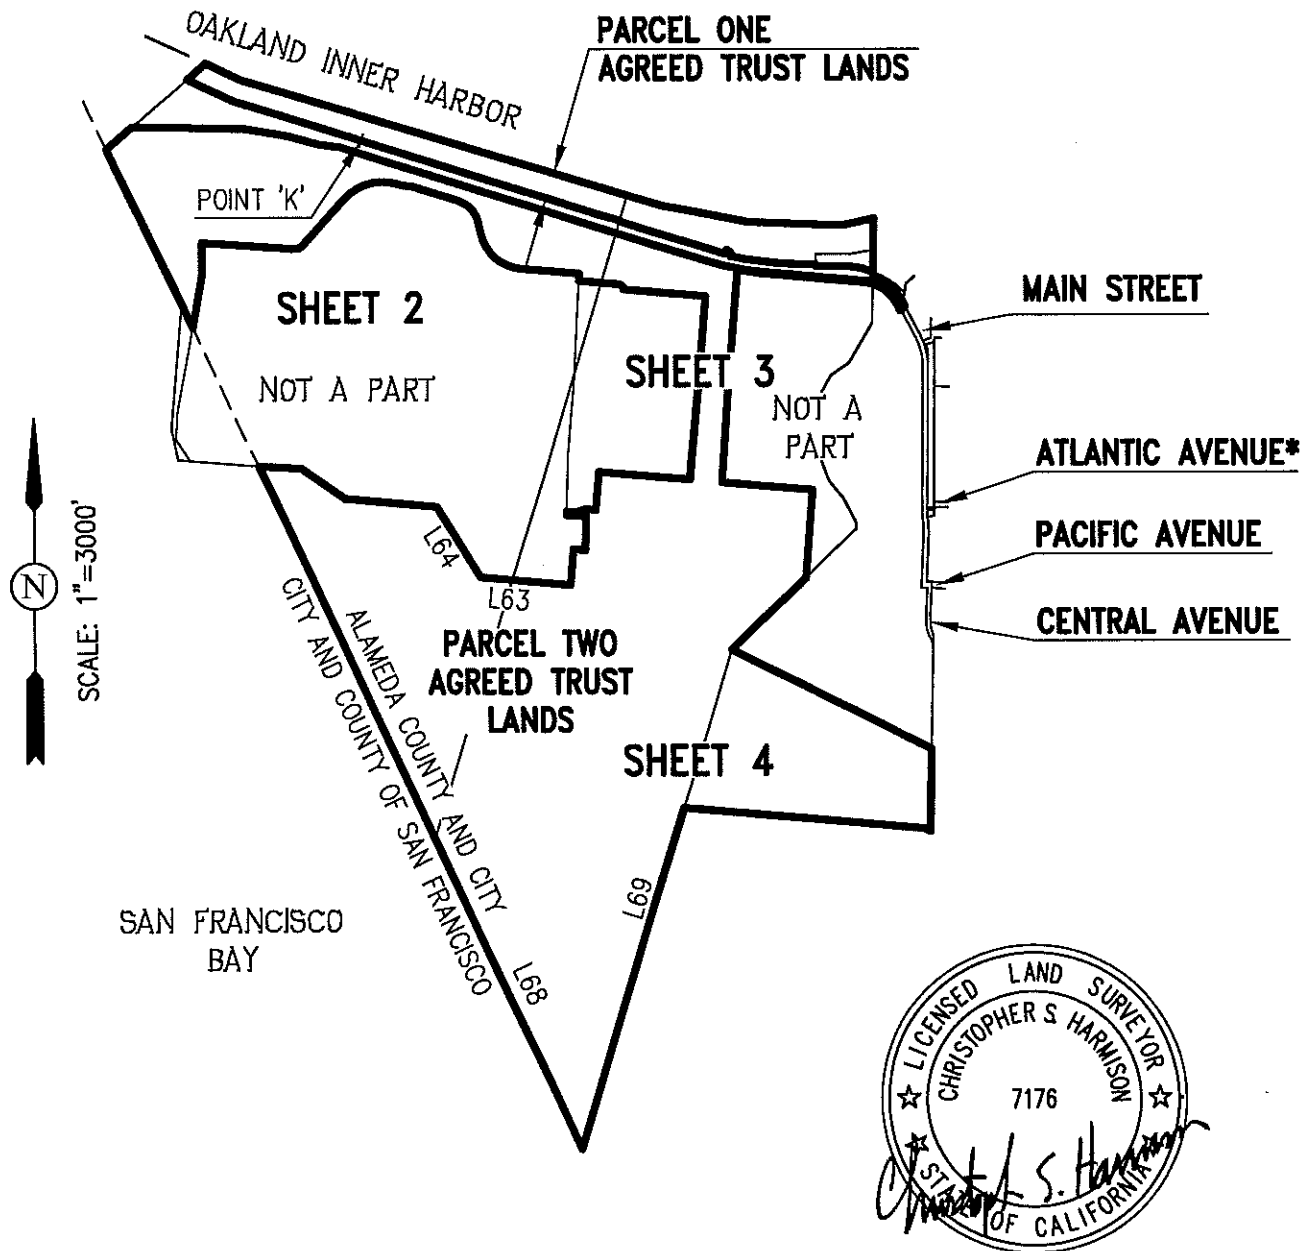 OAKLAND INNER HARBOR
PARCEL ONE
AGREED TRUST LANDS
POINT 'K'
SHEET 2
NOT A PART
SHEET 3
NOT A
PART
MAIN STREET
ATLANTIC AVENUE*
PACIFIC AVENUE
CENTRAL AVENUE
N
SCALE: 1"=3000'
L64
L63
PARCEL TWO
AGREED TRUST
LANDS
ALAMEDA COUNTY AND CITY
CITY AND COUNTY OF SAN FRANCISCO
SHEET 4
L69
L68
SAN FRANCISCO
BAY
LICENSED LAND SURVEYOR
CHRISTOPHER S. HARMISON
7176
STATE OF CALIFORNIA
Christoph S. Harmison